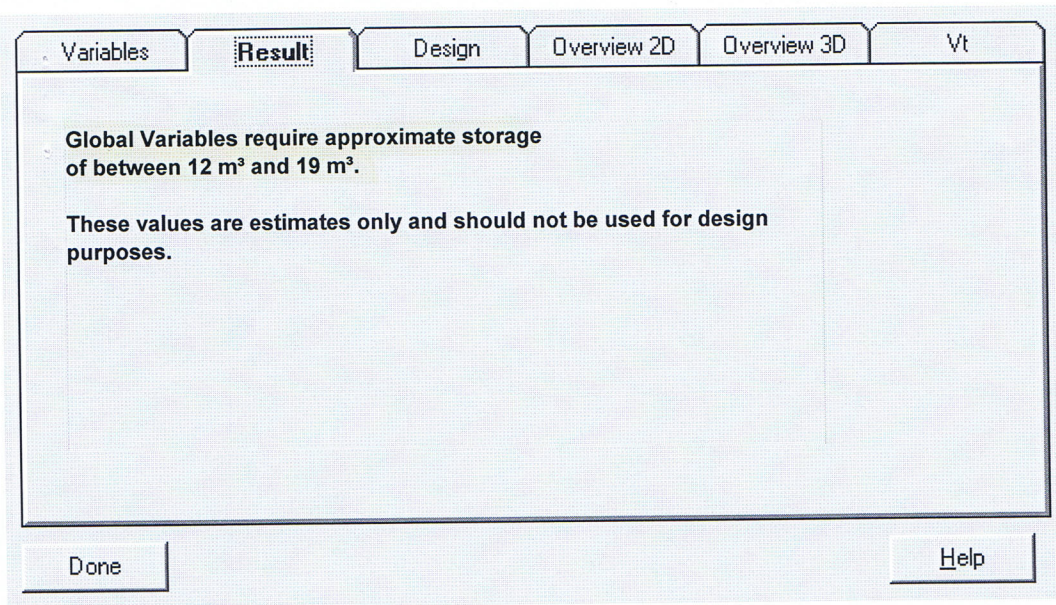 Variables Result Design Overview 2D Overview 3D Vt
Global Variables require approximate storage
of between 12 m³ and 19 m³.
These values are estimates only and should not be used for design
purposes.
Done Help